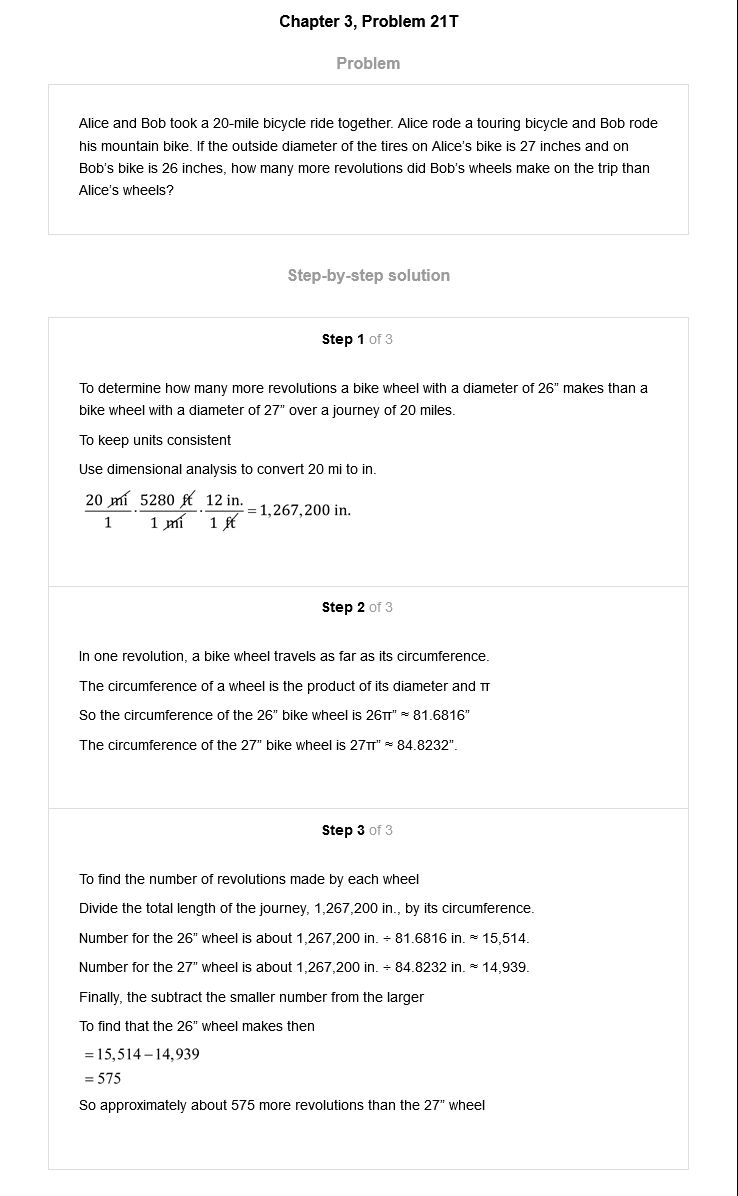 Chapter 3, Problem 21T
Problem
Alice and Bob took a 20-mile bicycle ride together. Alice rode a touring bicycle and Bob rode
his mountain bike. If the outside diameter of the tires on Alice's bike is 27 inches and on
Bob's bike is 26 inches, how many more revolutions did Bob's wheels make on the trip than
Alice's wheels?
Step-by-step solution
Step 1 of 3
To determine how many more revolutions a bike wheel with a diameter of 26” makes than a
bike wheel with a diameter of 27” over a journey of 20 miles.
To keep units consistent
Use dimensional analysis to convert 20 mi to in.
20 mi/1 · 5280 ft/1 mi · 12 in./1 ft = 1,267,200 in.
Step 2 of 3
In one revolution, a bike wheel travels as far as its circumference.
The circumference of a wheel is the product of its diameter and π
So the circumference of the 26” bike wheel is 26π” ≈ 81.6816”
The circumference of the 27” bike wheel is 27π” ≈ 84.8232”.
Step 3 of 3
To find the number of revolutions made by each wheel
Divide the total length of the journey, 1,267,200 in., by its circumference.
Number for the 26” wheel is about 1,267,200 in. ÷ 81.6816 in. ≈ 15,514.
Number for the 27” wheel is about 1,267,200 in. ÷ 84.8232 in. ≈ 14,939.
Finally, the subtract the smaller number from the larger
To find that the 26” wheel makes then
= 15,514 – 14,939
= 575
So approximately about 575 more revolutions than the 27” wheel